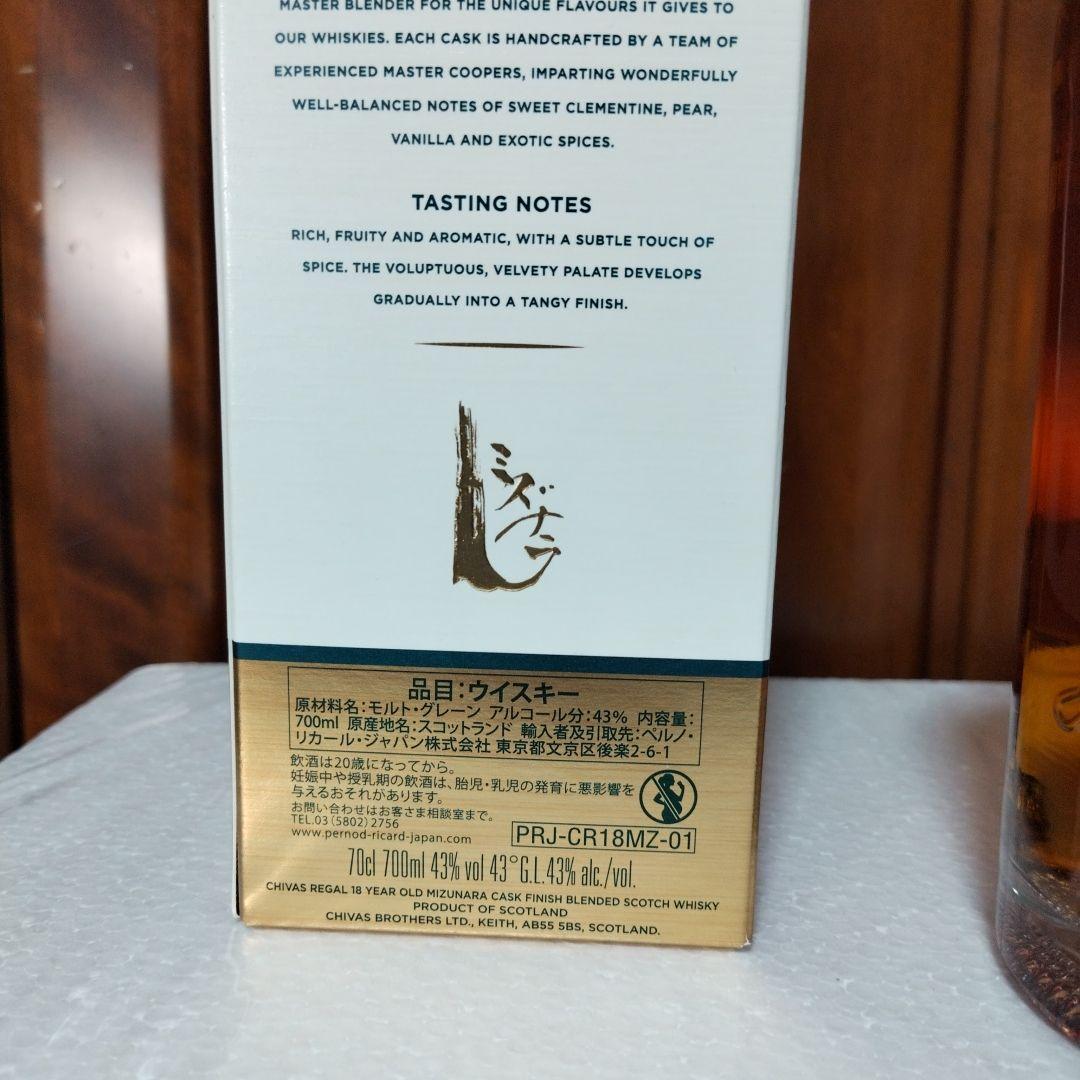 MASTER BLENDER FOR THE UNIQUE FLAVOURS IT GIVES TO
OUR WHISKIES. EACH CASK IS HANDCRAFTED BY A TEAM OF
EXPERIENCED MASTER COOPERS, IMPARTING WONDERFULLY
WELL-BALANCED NOTES OF SWEET CLEMENTINE, PEAR,
VANILLA AND EXOTIC SPICES.
TASTING NOTES
RICH, FRUITY AND AROMATIC, WITH A SUBTLE TOUCH OF
SPICE. THE VOLUPTUOUS, VELVETY PALATE DEVELOPS
GRADUALLY INTO A TANGY FINISH.
ミズナラ
品目:ウイスキー
原材料名:モルト・グレーン アルコール分:43% 内容量:
700ml 原産地名:スコットランド 輸入者及引取先:ペルノ・
リカール・ジャパン株式会社 東京都文京区後楽2-6-1
飲酒は20歳になってから。
妊娠中や授乳期の飲酒は、胎児・乳児の発育に悪影響を
与えるおそれがあります。
お問い合わせはお客さま相談室まで。
TEL.03(5802)2756
www.pernod-ricard-japan.com
PRJ-CR18MZ-01
70cl 700ml 43% vol 43°G.L.43% alc./vol.
CHIVAS REGAL 18 YEAR OLD MIZUNARA CASK FINISH BLENDED SCOTCH WHISKY
PRODUCT OF SCOTLAND
CHIVAS BROTHERS LTD., KEITH, AB55 5BS, SCOTLAND.